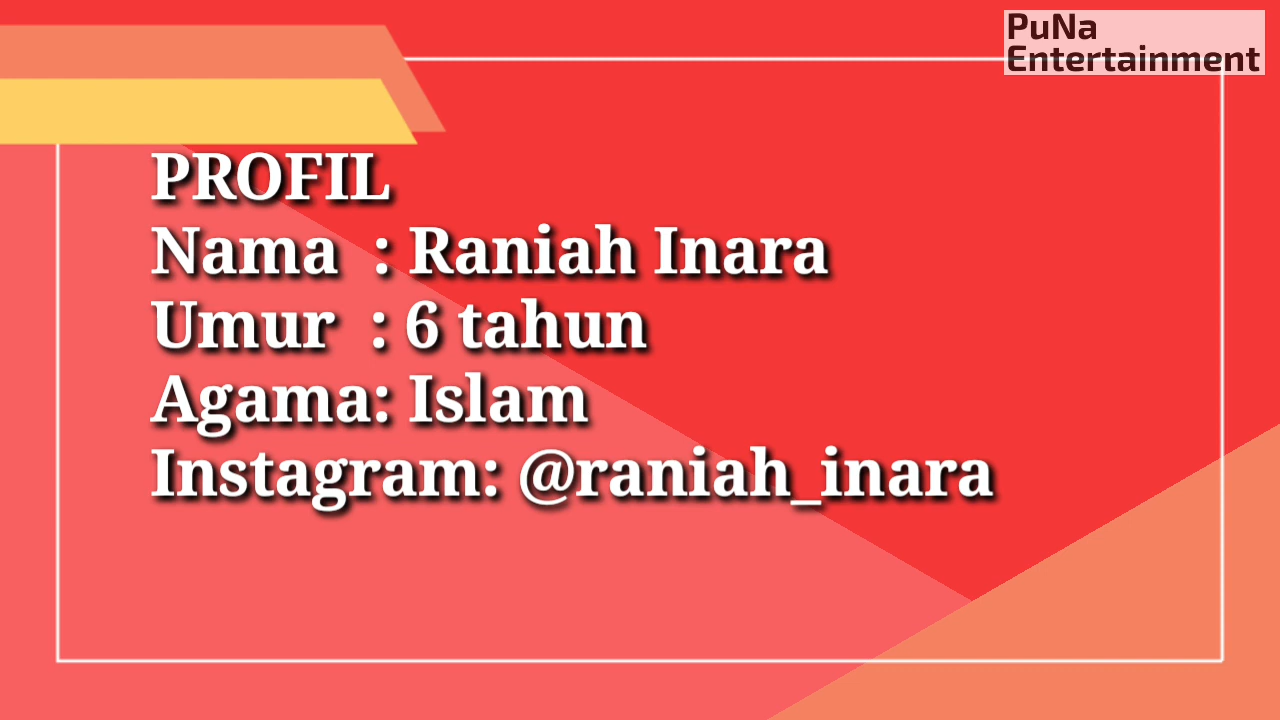 PuNa
Entertainment
PROFIL
Nama : Raniah Inara
Umur : 6 tahun
Agama: Islam
Instagram: @raniah_inara